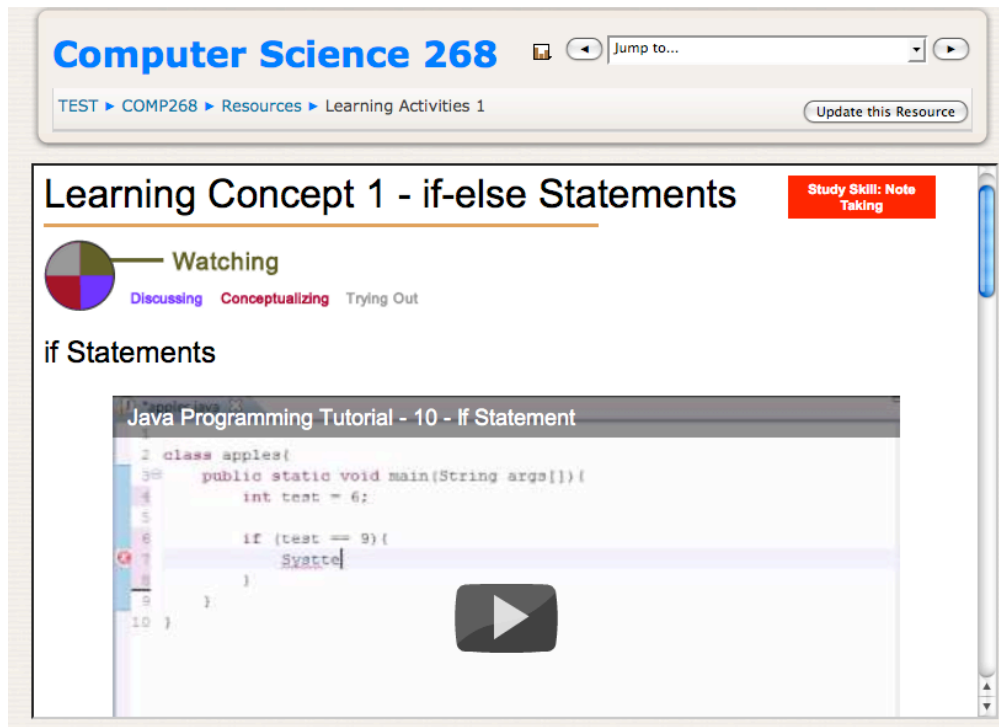 Computer Science 268
Jump to...
TEST ► COMP268 ► Resources ► Learning Activities 1
Update this Resource
Learning Concept 1 - if-else Statements
Study Skill: Note
Taking
Watching
Discussing Conceptualizing Trying Out
if Statements
Java Programming Tutorial - 10 - If Statement
1
2 class apples{
3 public static void main(String args[]){
4 int test = 6;
5
6 if (test == 9){
7 Systte
8 }
9 }
10 }